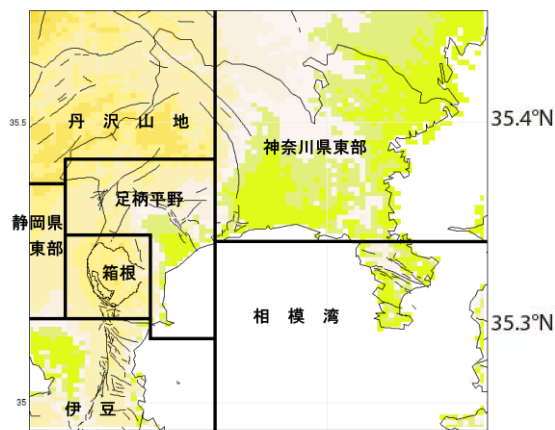 35.5
35.4°N
丹沢山地
神奈川県東部
足柄平野
静岡県
東部
箱根
相模湾
35.3°N
35
伊豆